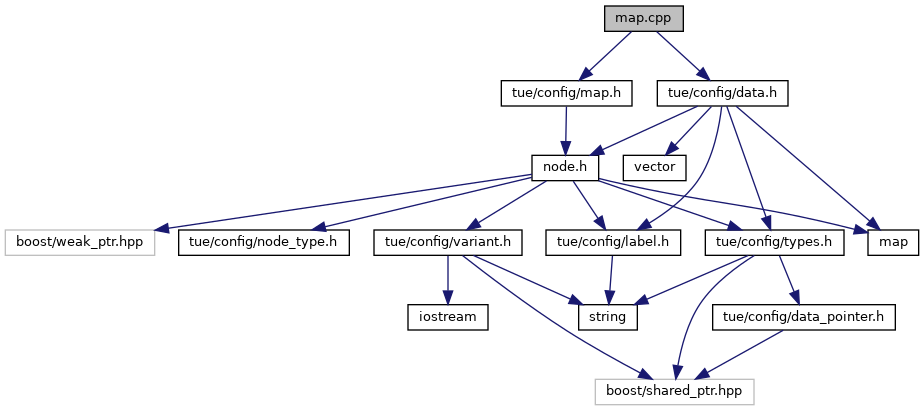 map.cpp
tue/config/map.h
tue/config/data.h
node.h
vector
boost/weak_ptr.hpp
tue/config/node_type.h
tue/config/variant.h
tue/config/label.h
tue/config/types.h
map
iostream
string
tue/config/data_pointer.h
boost/shared_ptr.hpp